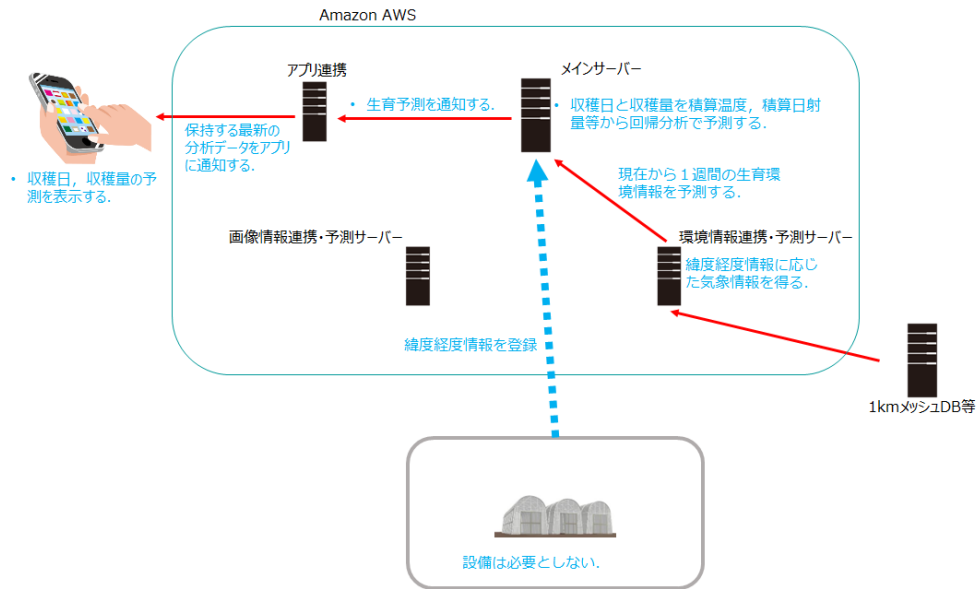 Amazon AWS
アプリ連携
メインサーバー
• 生育予測を通知する.
• 収穫日と収穫量を積算温度，積算日射
量等から回帰分析で予測する.
保持する最新の
分析データをアプリ
に通知する.
• 収穫日，収穫量の予
測を表示する.
現在から１週間の生育環
境情報を予測する.
画像情報連携・予測サーバー
環境情報連携・予測サーバー
緯度経度情報に応じ
た気象情報を得る.
緯度経度情報を登録
1kmメッシュDB等
設備は必要としない.